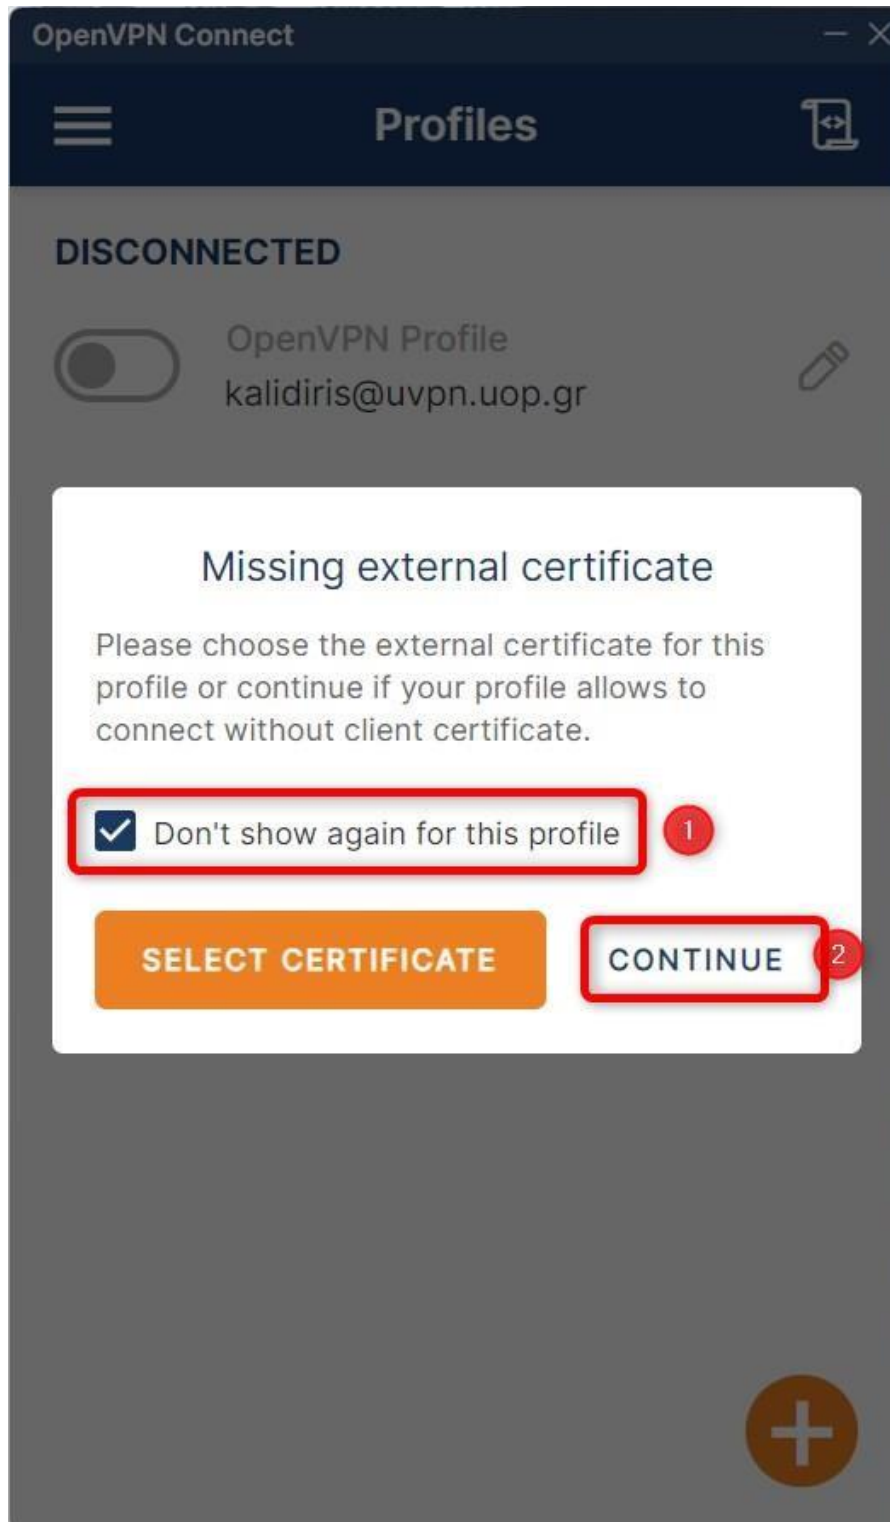 OpenVPN Connect
Profiles
DISCONNECTED
OpenVPN Profile
kalidiris@uvpn.uop.gr
Missing external certificate
Please choose the external certificate for this
profile or continue if your profile allows to
connect without client certificate.
Don't show again for this profile
1
SELECT CERTIFICATE
CONTINUE
2